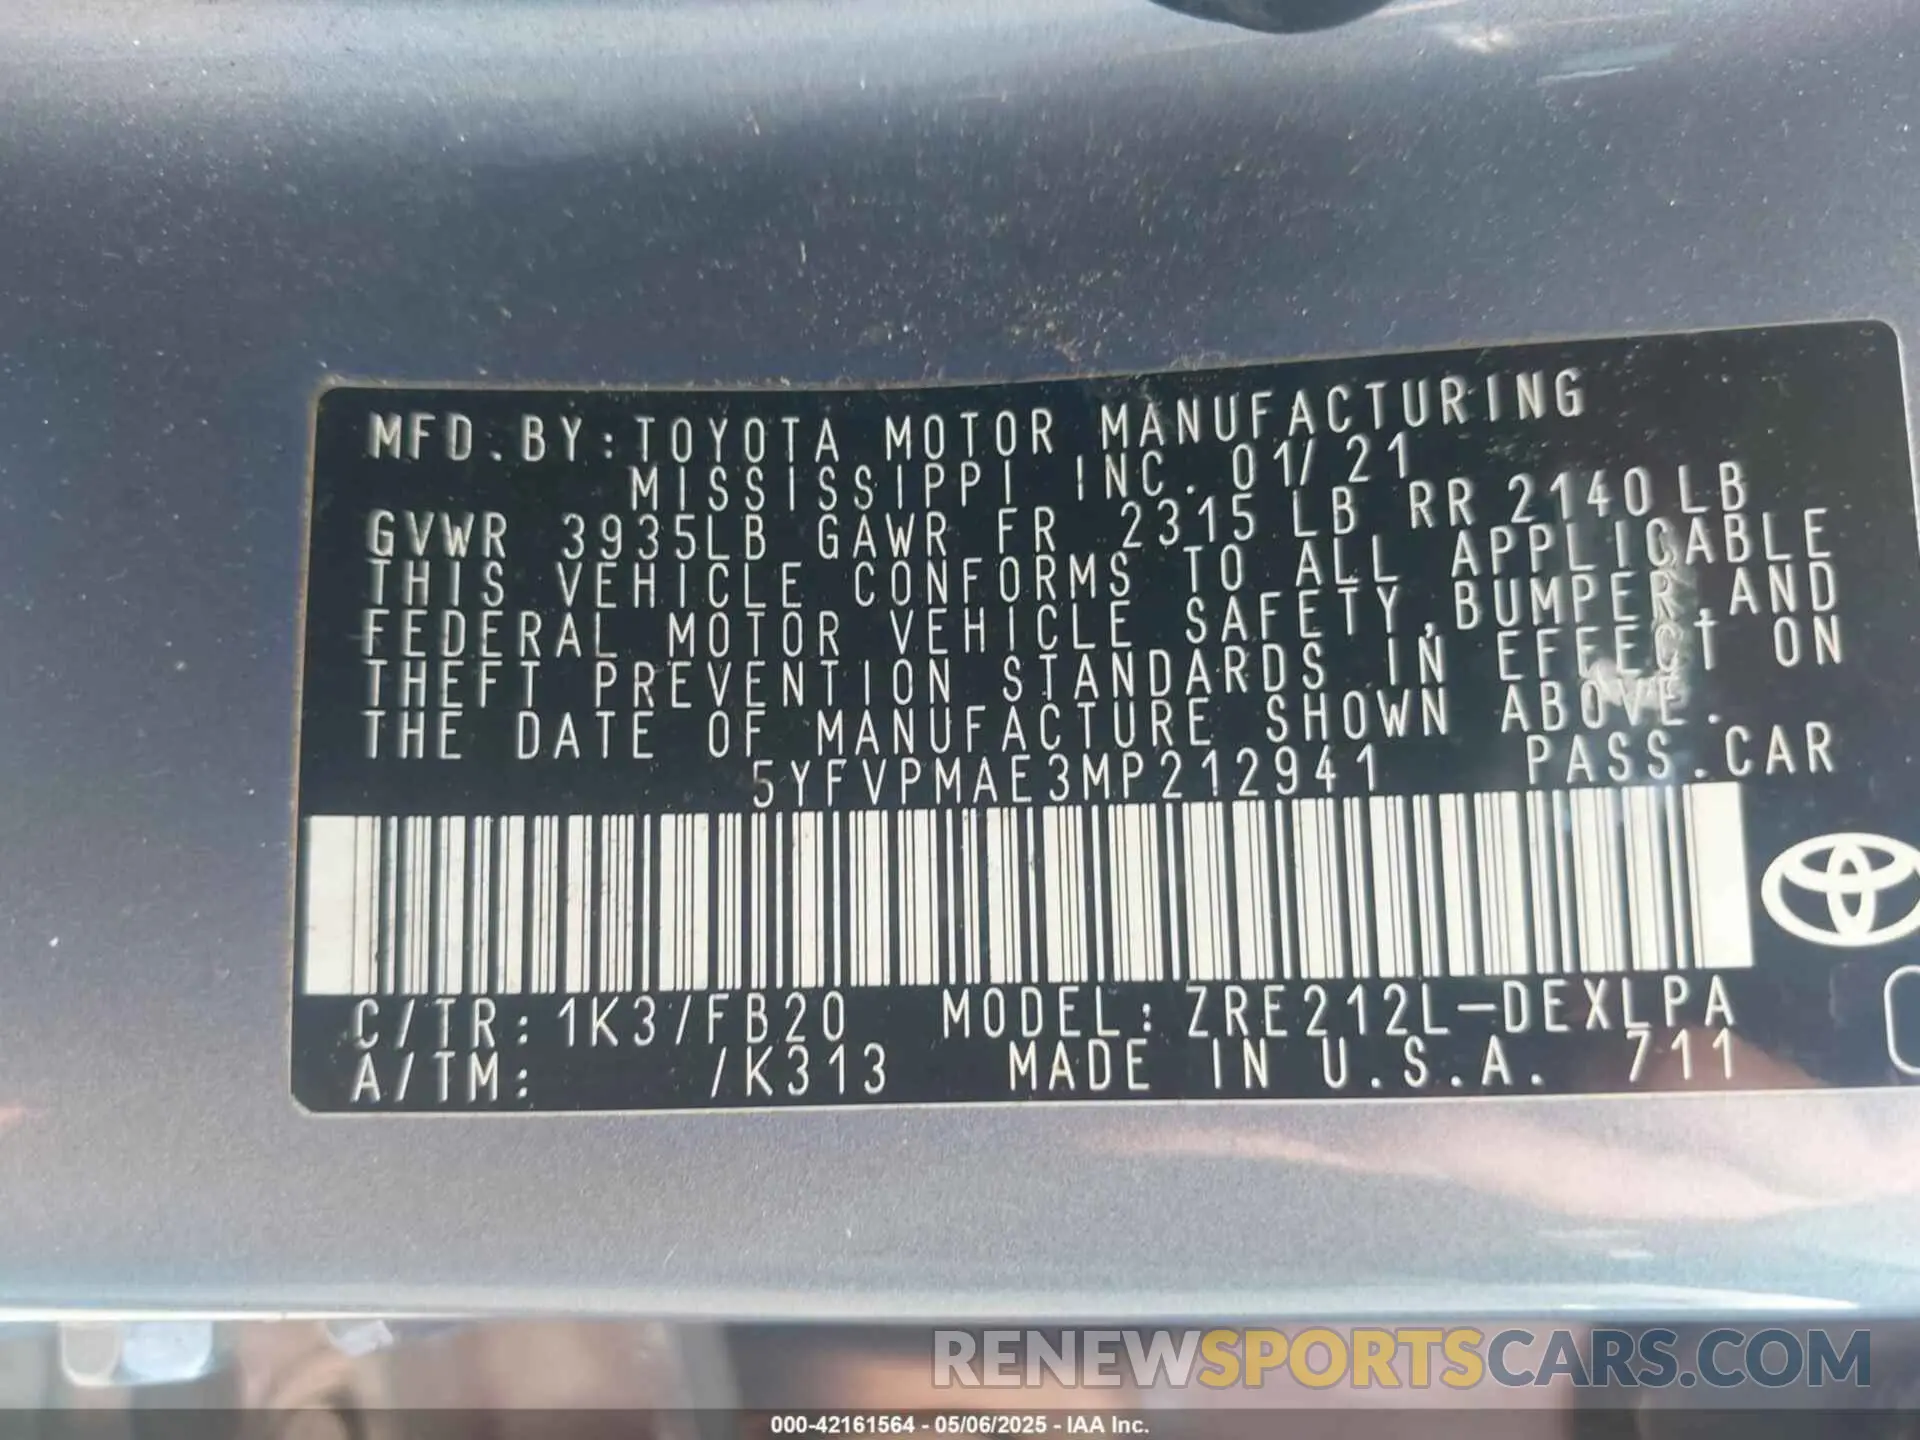 MFD.BY:TOYOTA MOTOR MANUFACTURING
MISSISSIPPI INC. 01/21
GVWR 3935LB GAWR FR 2315LB RR 2140LB
THIS VEHICLE CONFORMS TO ALL APPLICABLE
FEDERAL MOTOR VEHICLE SAFETY,BUMPER,AND
THEFT PREVENTION STANDARDS IN EFFECT ON
THE DATE OF MANUFACTURE SHOWN ABOVE.
5YFVPMAE3MP212941 PASS.CAR
C/TR:1K3/FB20 MODEL:ZRE212L-DEXLPA
A/TM: /K313 MADE IN U.S.A. 711
RENEWSPORTSCARS.COM
000-42161564 - 05/06/2025 - IAA Inc.